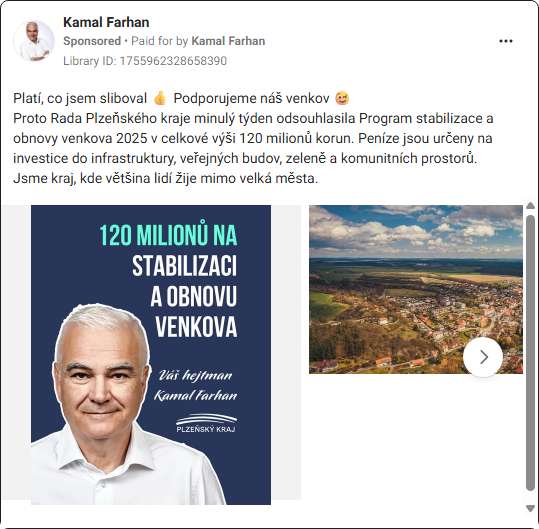 Kamal Farhan
Sponsored • Paid for by Kamal Farhan
Library ID: 1755962328658390
Platí, co jsem sliboval 👍 Podporujeme náš venkov 😉
Proto Rada Plzeňského kraje minulý týden odsouhlasila Program stabilizace a
obnovy venkova 2025 v celkové výši 120 milionů korun. Peníze jsou určeny na
investice do infrastruktury, veřejných budov, zeleně a komunitních prostorů.
Jsme kraj, kde většina lidí žije mimo velká města.
120 MILIONŮ NA
STABILIZACI
A OBNOVU
VENKOVA
Váš hejtman
Kamal Farhan
PLZEŇSKÝ KRAJ